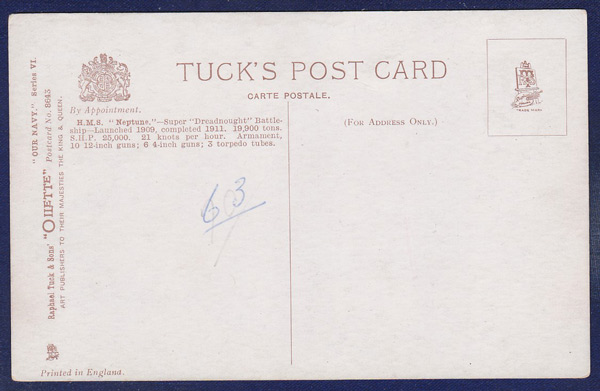 TUCK'S POST CARD
CARTE POSTALE.
By Appointment.
H.M.S. "Neptune."—Super "Dreadnought" Battle-
ship—Launched 1909, completed 1911. 19,900 tons.
S.H.P. 25,000. 21 knots per hour. Armament,
10 12-inch guns; 6 4-inch guns; 3 torpedo tubes.
(FOR ADDRESS ONLY.)
TRADE MARK
63
"OUR NAVY," Series VI.
Raphael Tuck & Sons' "OILETTE" Postcard No. 8643
ART PUBLISHERS TO THEIR MAJESTIES THE KING & QUEEN.
Printed in England.